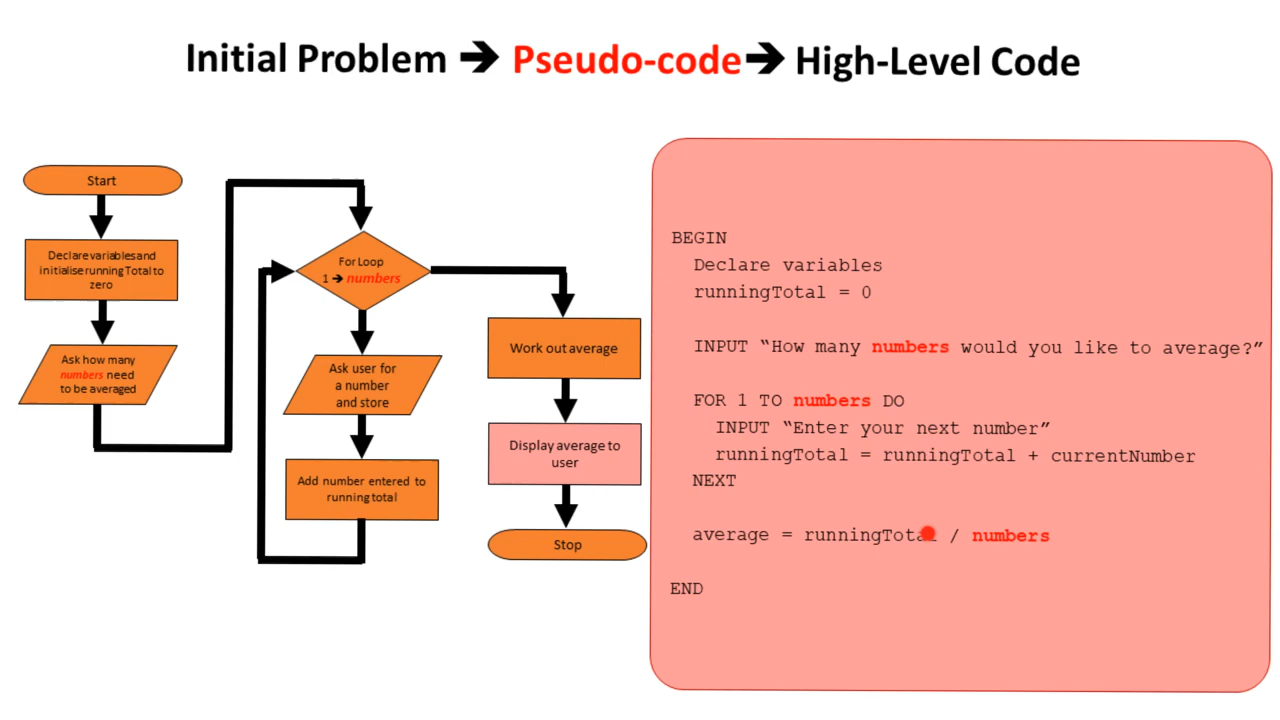 Initial Problem ➔ Pseudo-code ➔ High-Level Code
Start
Declare variables and
initialise running Total to
zero
Ask how many
numbers need
to be averaged
For Loop
1 ➔ numbers
Ask user for
a number
and store
Add number entered to
running total
Work out average
Display average to
user
Stop
BEGIN
Declare variables
runningTotal = 0
INPUT “How many numbers would you like to average?”
FOR 1 TO numbers DO
INPUT “Enter your next number”
runningTotal = runningTotal + currentNumber
NEXT
average = runningTotal / numbers
END